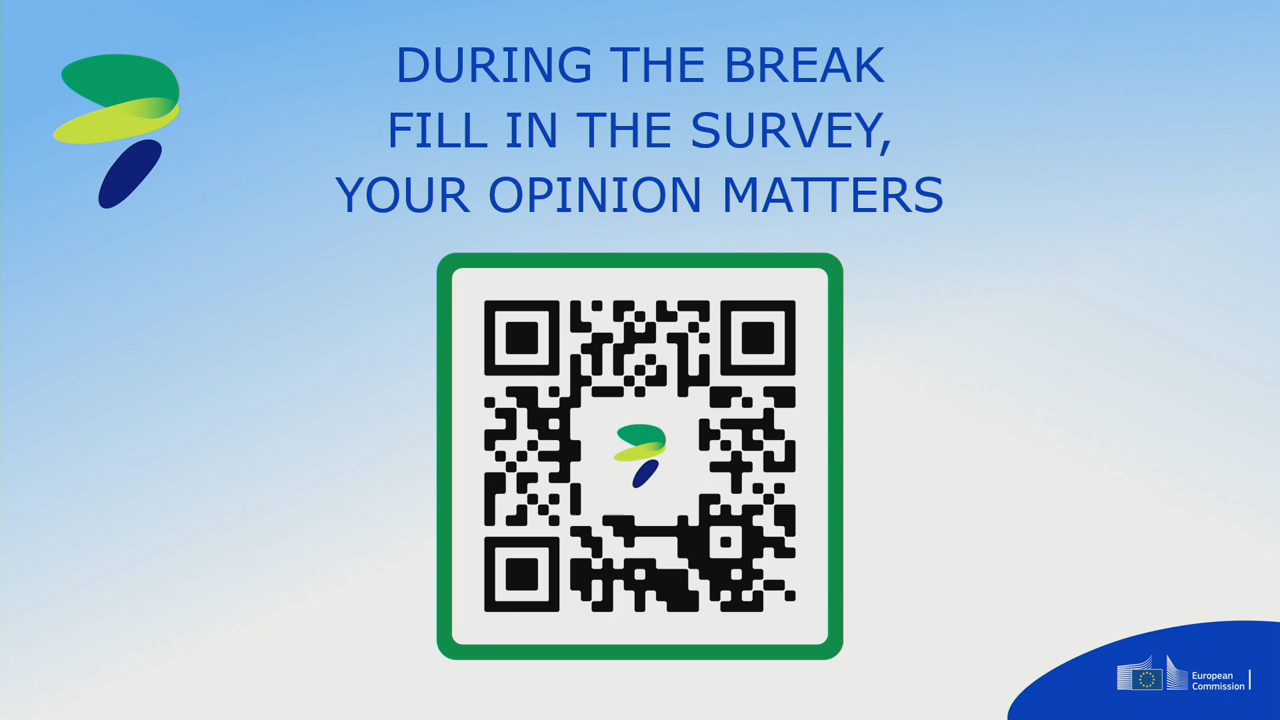 DURING THE BREAK
FILL IN THE SURVEY,
YOUR OPINION MATTERS
European
Commission